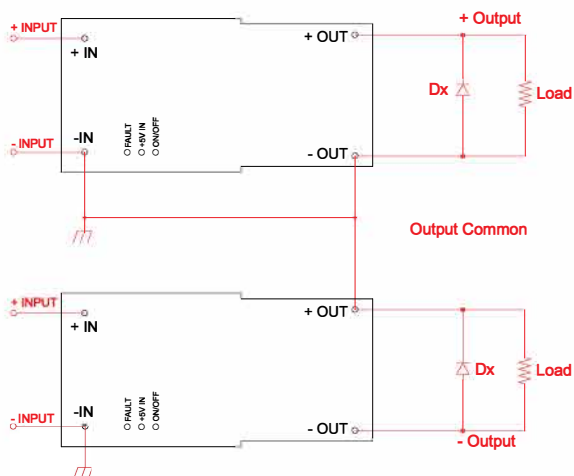 + INPUT
+ IN
+ OUT
+ Output
Dx
Load
- INPUT
-IN
FAULT
+5V IN
ON/OFF
- OUT
Output Common
+ INPUT
+ IN
+ OUT
Dx
Load
- INPUT
-IN
FAULT
+5V IN
ON/OFF
- OUT
- Output